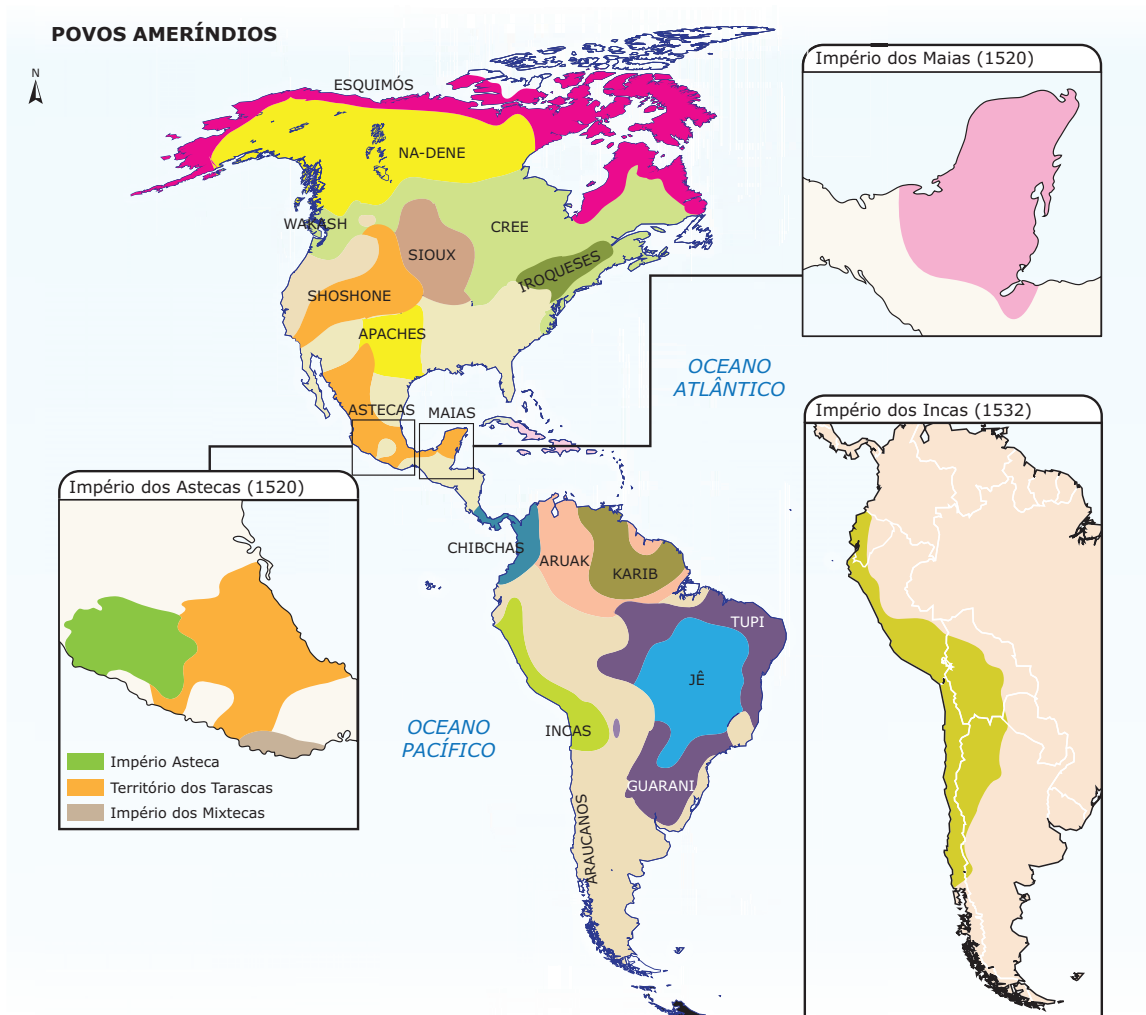 POVOS AMERÍNDIOS
N
ESQUIMÓS
NA-DENE
WAKASH
CREE
SIOUX
IROQUESES
SHOSHONE
APACHES
ASTECAS
MAIAS
OCEANO
ATLÂNTICO
Império dos Maias (1520)
Império dos Incas (1532)
Império dos Astecas (1520)
Império Asteca
Território dos Tarascas
Império dos Mixtecas
CHIBCHAS
ARUAK
KARIB
TUPI
JÊ
INCAS
OCEANO
PACÍFICO
GUARANI
ARAUCANOS